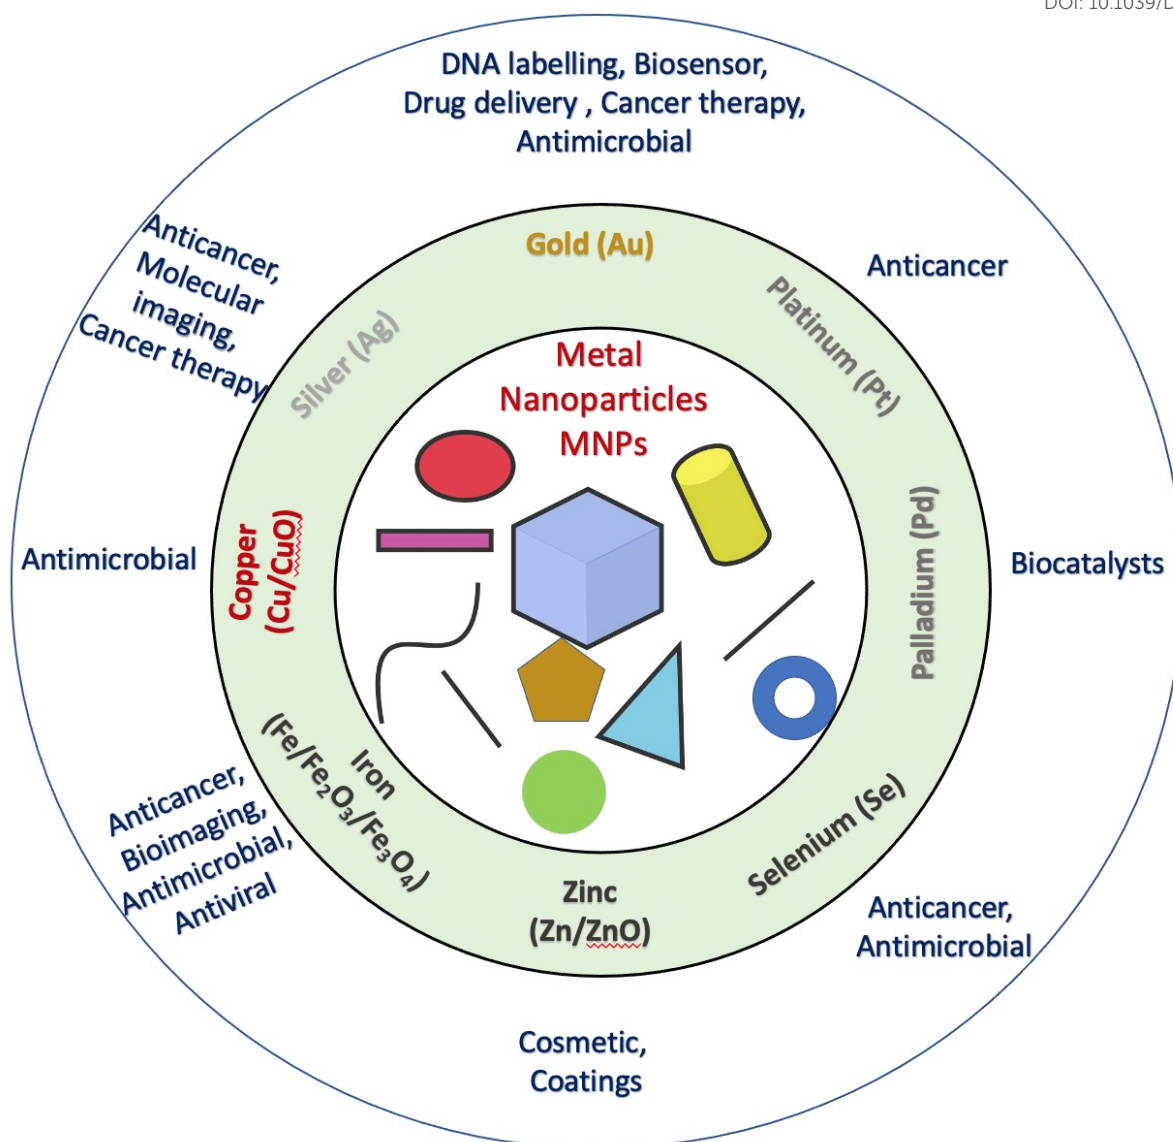 DOI: 10.1039/D
DNA labelling, Biosensor,
Drug delivery , Cancer therapy,
Antimicrobial
Gold (Au)
Anticancer
Platinum (Pt)
Biocatalysts
Palladium (Pd)
Anticancer,
Antimicrobial
Selenium (Se)
Cosmetic,
Coatings
Zinc
(Zn/ZnO)
Anticancer,
Bioimaging,
Antimicrobial,
Antiviral
Iron
(Fe/Fe₂O₃/Fe₃O₄)
Antimicrobial
Copper
(Cu/CuO)
Anticancer,
Molecular
imaging,
Cancer therapy
Silver (Ag)
Metal
Nanoparticles
MNPs